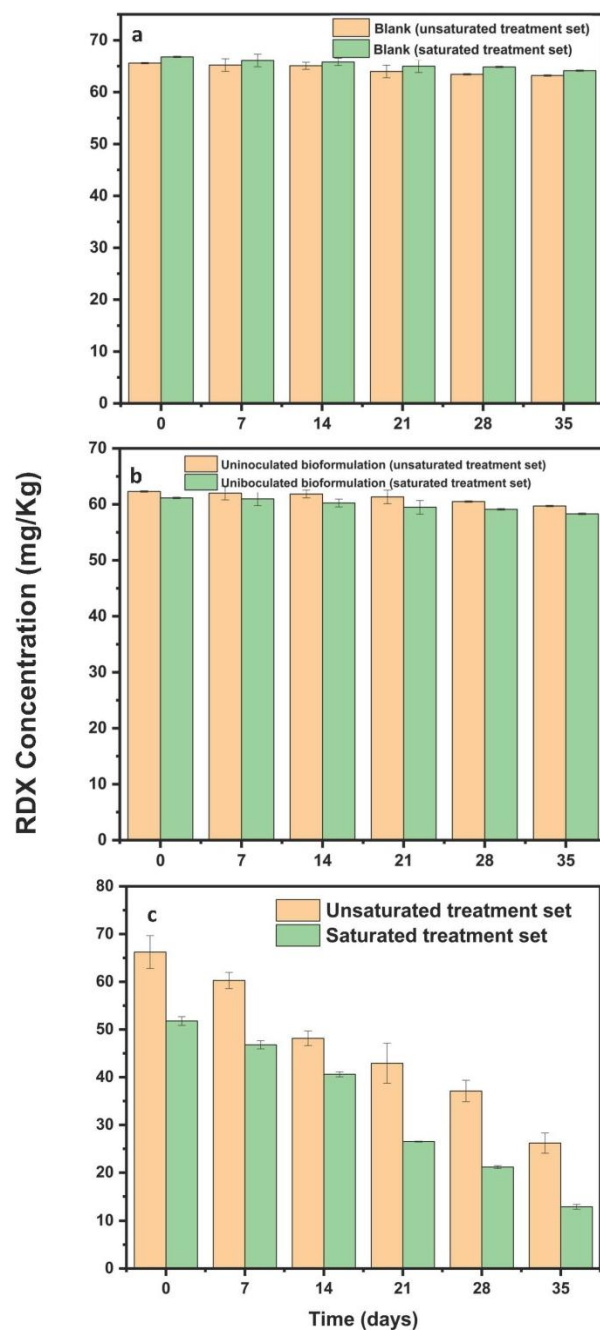 a
Blank (unsaturated treatment set)
Blank (saturated treatment set)
70
60
50
40
30
20
10
0
0 7 14 21 28 35
b
Uninoculated bioformulation (unsaturated treatment set)
Uniboculated bioformulation (saturated treatment set)
70
60
50
40
30
20
10
0
0 7 14 21 28 35
RDX Concentration (mg/Kg)
c
Unsaturated treatment set
Saturated treatment set
80
70
60
50
40
30
20
10
0
0 7 14 21 28 35
Time (days)